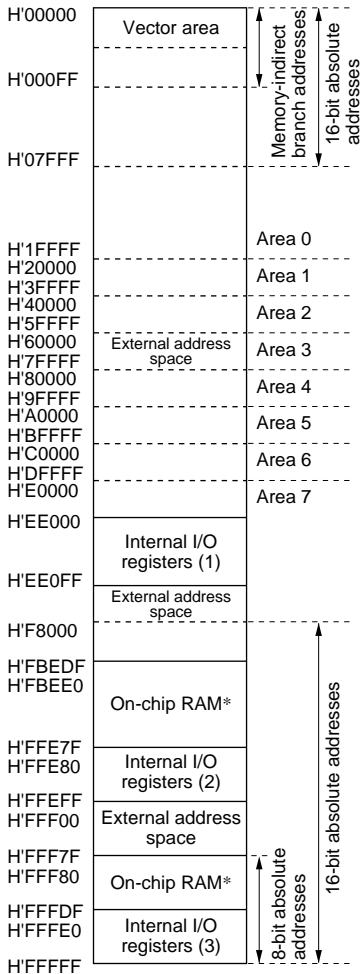 H'00000
Vector area
H'000FF
Memory-indirect
branch addresses
16-bit absolute
addresses
H'07FFF
H'1FFFF
Area 0
H'20000
Area 1
H'3FFFF
H'40000
Area 2
H'5FFFF
H'60000
External address
space
Area 3
H'7FFFF
H'80000
Area 4
H'9FFFF
H'A0000
Area 5
H'BFFFF
H'C0000
Area 6
H'DFFFF
H'E0000
Area 7
H'EE000
Internal I/O
registers (1)
H'EE0FF
External address
space
H'F8000
H'FBEDF
H'FBEE0
On-chip RAM*
H'FFE7F
H'FFE80
Internal I/O
registers (2)
H'FFEFF
H'FFF00
External address
space
H'FFF7F
H'FFF80
On-chip RAM*
H'FFFDF
H'FFFE0
Internal I/O
registers (3)
H'FFFFF
8-bit absolute
addresses
16-bit absolute addresses